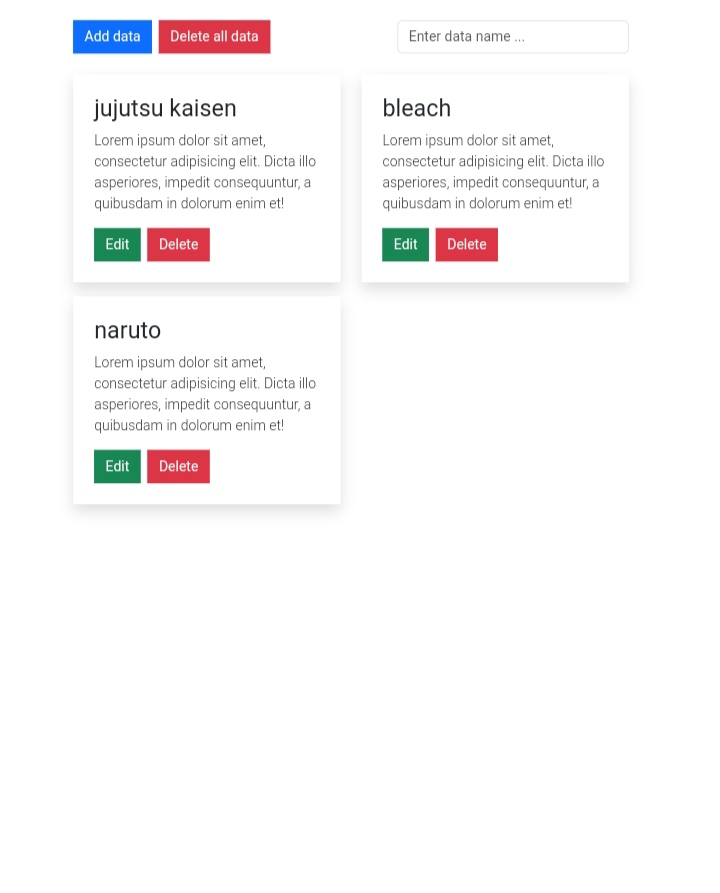 Add data Delete all data Enter data name ...
jujutsu kaisen
Lorem ipsum dolor sit amet,
consectetur adipisicing elit. Dicta illo
asperiores, impedit consequuntur, a
quibusdam in dolorum enim et!
Edit Delete
bleach
Lorem ipsum dolor sit amet,
consectetur adipisicing elit. Dicta illo
asperiores, impedit consequuntur, a
quibusdam in dolorum enim et!
Edit Delete
naruto
Lorem ipsum dolor sit amet,
consectetur adipisicing elit. Dicta illo
asperiores, impedit consequuntur, a
quibusdam in dolorum enim et!
Edit Delete